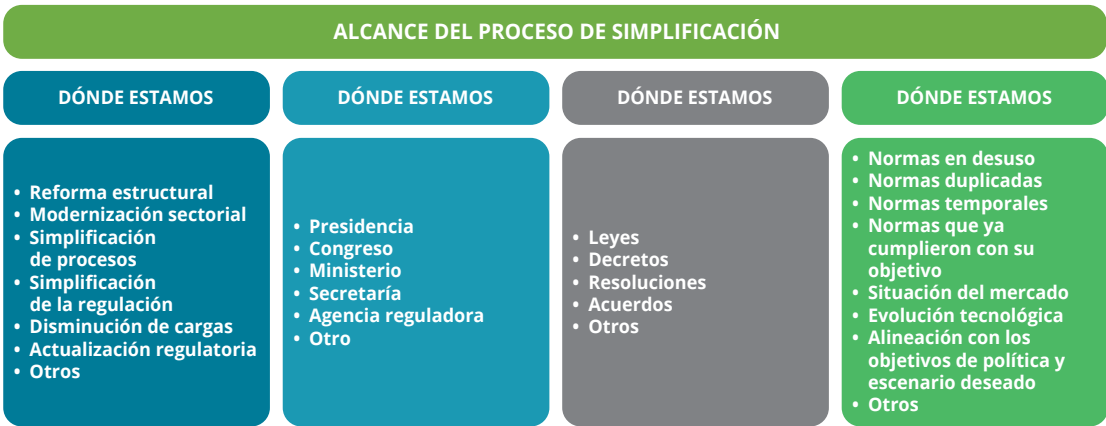 ALCANCE DEL PROCESO DE SIMPLIFICACIÓN
DÓNDE ESTAMOS
DÓNDE ESTAMOS
DÓNDE ESTAMOS
DÓNDE ESTAMOS
• Reforma estructural
• Modernización sectorial
• Simplificación
de procesos
• Simplificación
de la regulación
• Disminución de cargas
• Actualización regulatoria
• Otros
• Presidencia
• Congreso
• Ministerio
• Secretaría
• Agencia reguladora
• Otro
• Leyes
• Decretos
• Resoluciones
• Acuerdos
• Otros
• Normas en desuso
• Normas duplicadas
• Normas temporales
• Normas que ya
cumplieron con su
objetivo
• Situación del mercado
• Evolución tecnológica
• Alineación con los
objetivos de política y
escenario deseado
• Otros